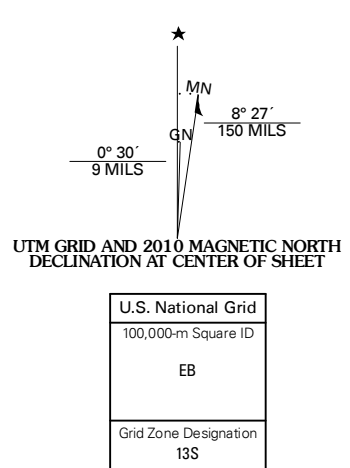 ★
MN
8° 27´
150 MILS
GN
0° 30´
9 MILS
UTM GRID AND 2010 MAGNETIC NORTH
DECLINATION AT CENTER OF SHEET
U.S. National Grid
100,000-m Square ID
EB
Grid Zone Designation
13S